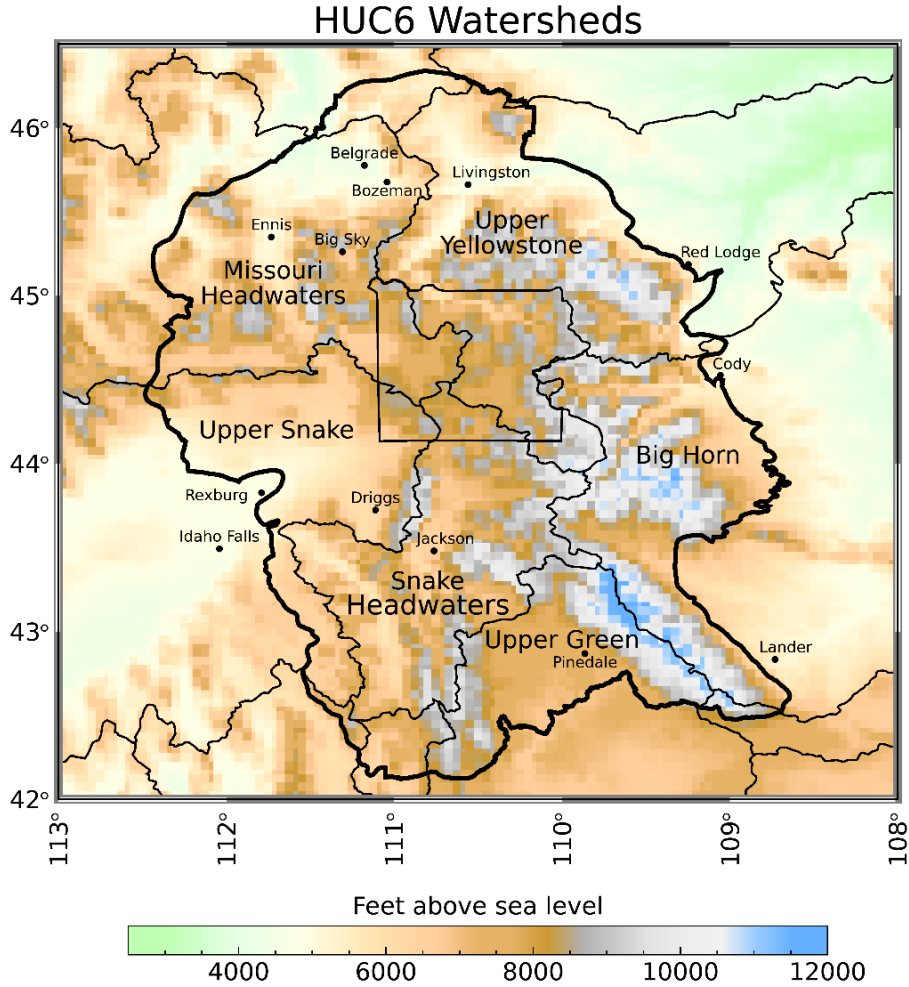 HUC6 Watersheds
46°
45°
44°
43°
42°
Belgrade
Bozeman
Livingston
Ennis
Big Sky
Upper
Yellowstone
Red Lodge
Missouri
Headwaters
Cody
Upper Snake
Big Horn
Rexburg
Driggs
Idaho Falls
Jackson
Snake
Headwaters
Upper Green
Pinedale
Lander
113°
112°
111°
110°
109°
108°
Feet above sea level
4000
6000
8000
10000
12000